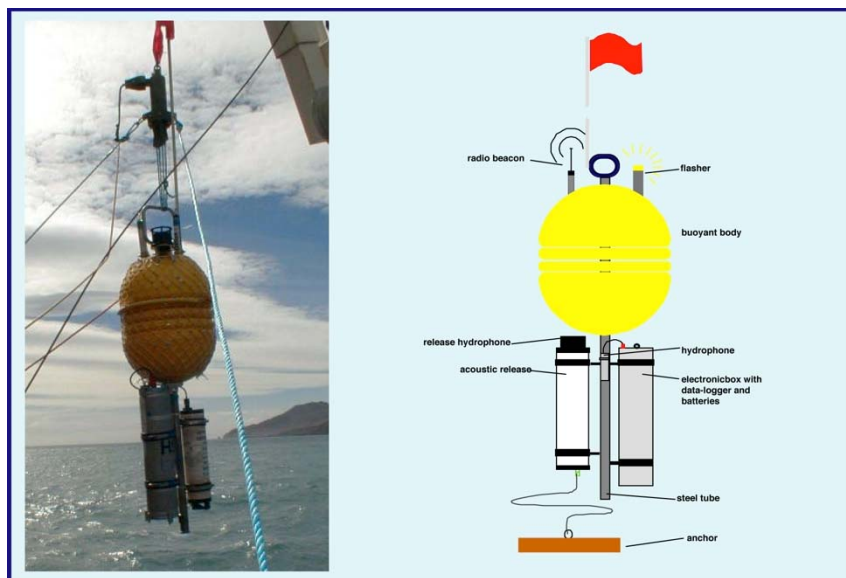 radio beacon
flasher
buoyant body
release hydrophone
hydrophone
acoustic release
electronicbox with
data-logger and
batteries
steel tube
anchor